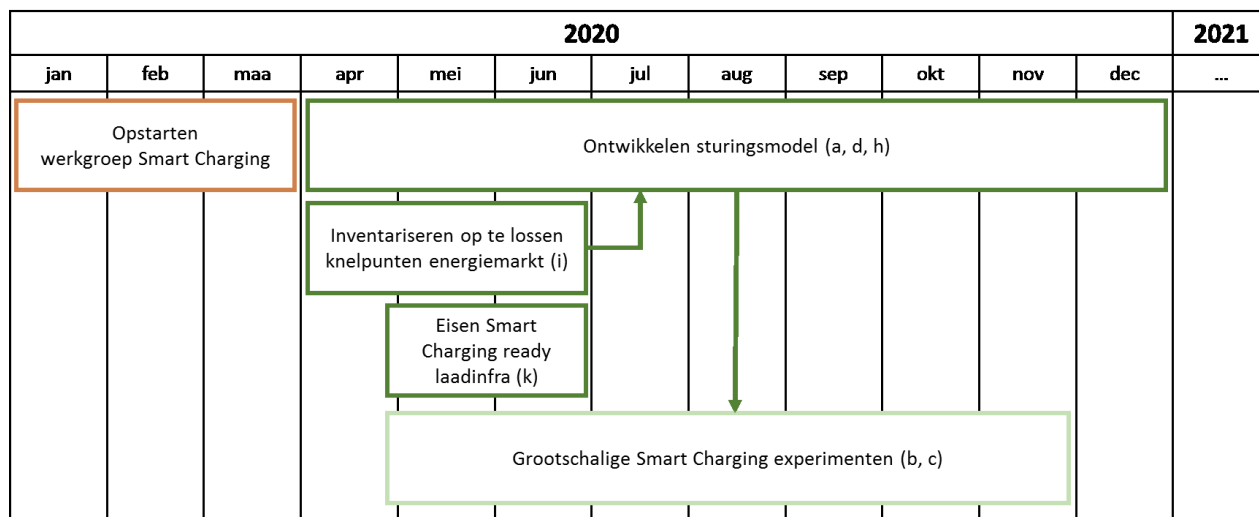 2020 2021
jan feb maa apr mei jun jul aug sep okt nov dec ...
Opstarten
werkgroep Smart Charging
Ontwikkelen sturingsmodel (a, d, h)
Inventariseren op te lossen
knelpunten energiemarkt (i)
Eisen Smart
Charging ready
laadinfra (k)
Grootschalige Smart Charging experimenten (b, c)